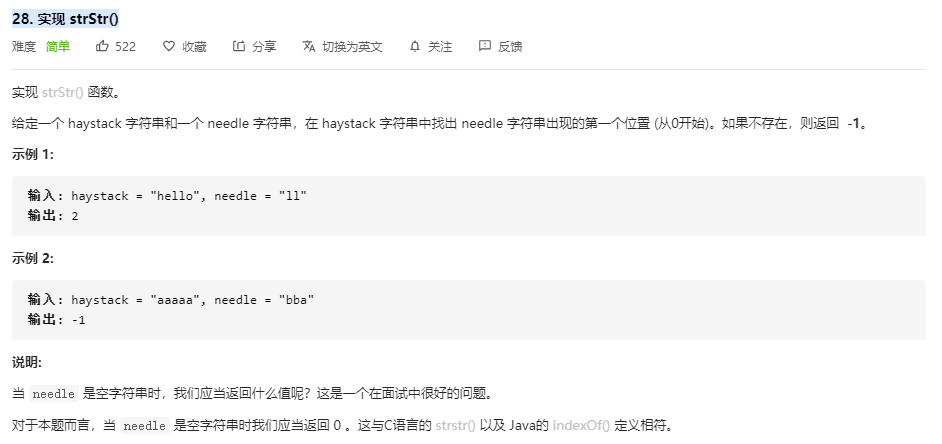 28. 实现 strStr()
难度 简单 522 收藏 分享 切换为英文 关注 反馈
实现 strStr() 函数。
给定一个 haystack 字符串和一个 needle 字符串，在 haystack 字符串中找出 needle 字符串出现的第一个位置 (从0开始)。如果不存在，则返回 -1。
示例 1:
输入: haystack = "hello", needle = "ll"
输出: 2
示例 2:
输入: haystack = "aaaaa", needle = "bba"
输出: -1
说明:
当 needle 是空字符串时，我们应当返回什么值呢？这是一个在面试中很好的问题。
对于本题而言，当 needle 是空字符串时我们应当返回 0 。这与C语言的 strstr() 以及 Java的 indexOf() 定义相符。